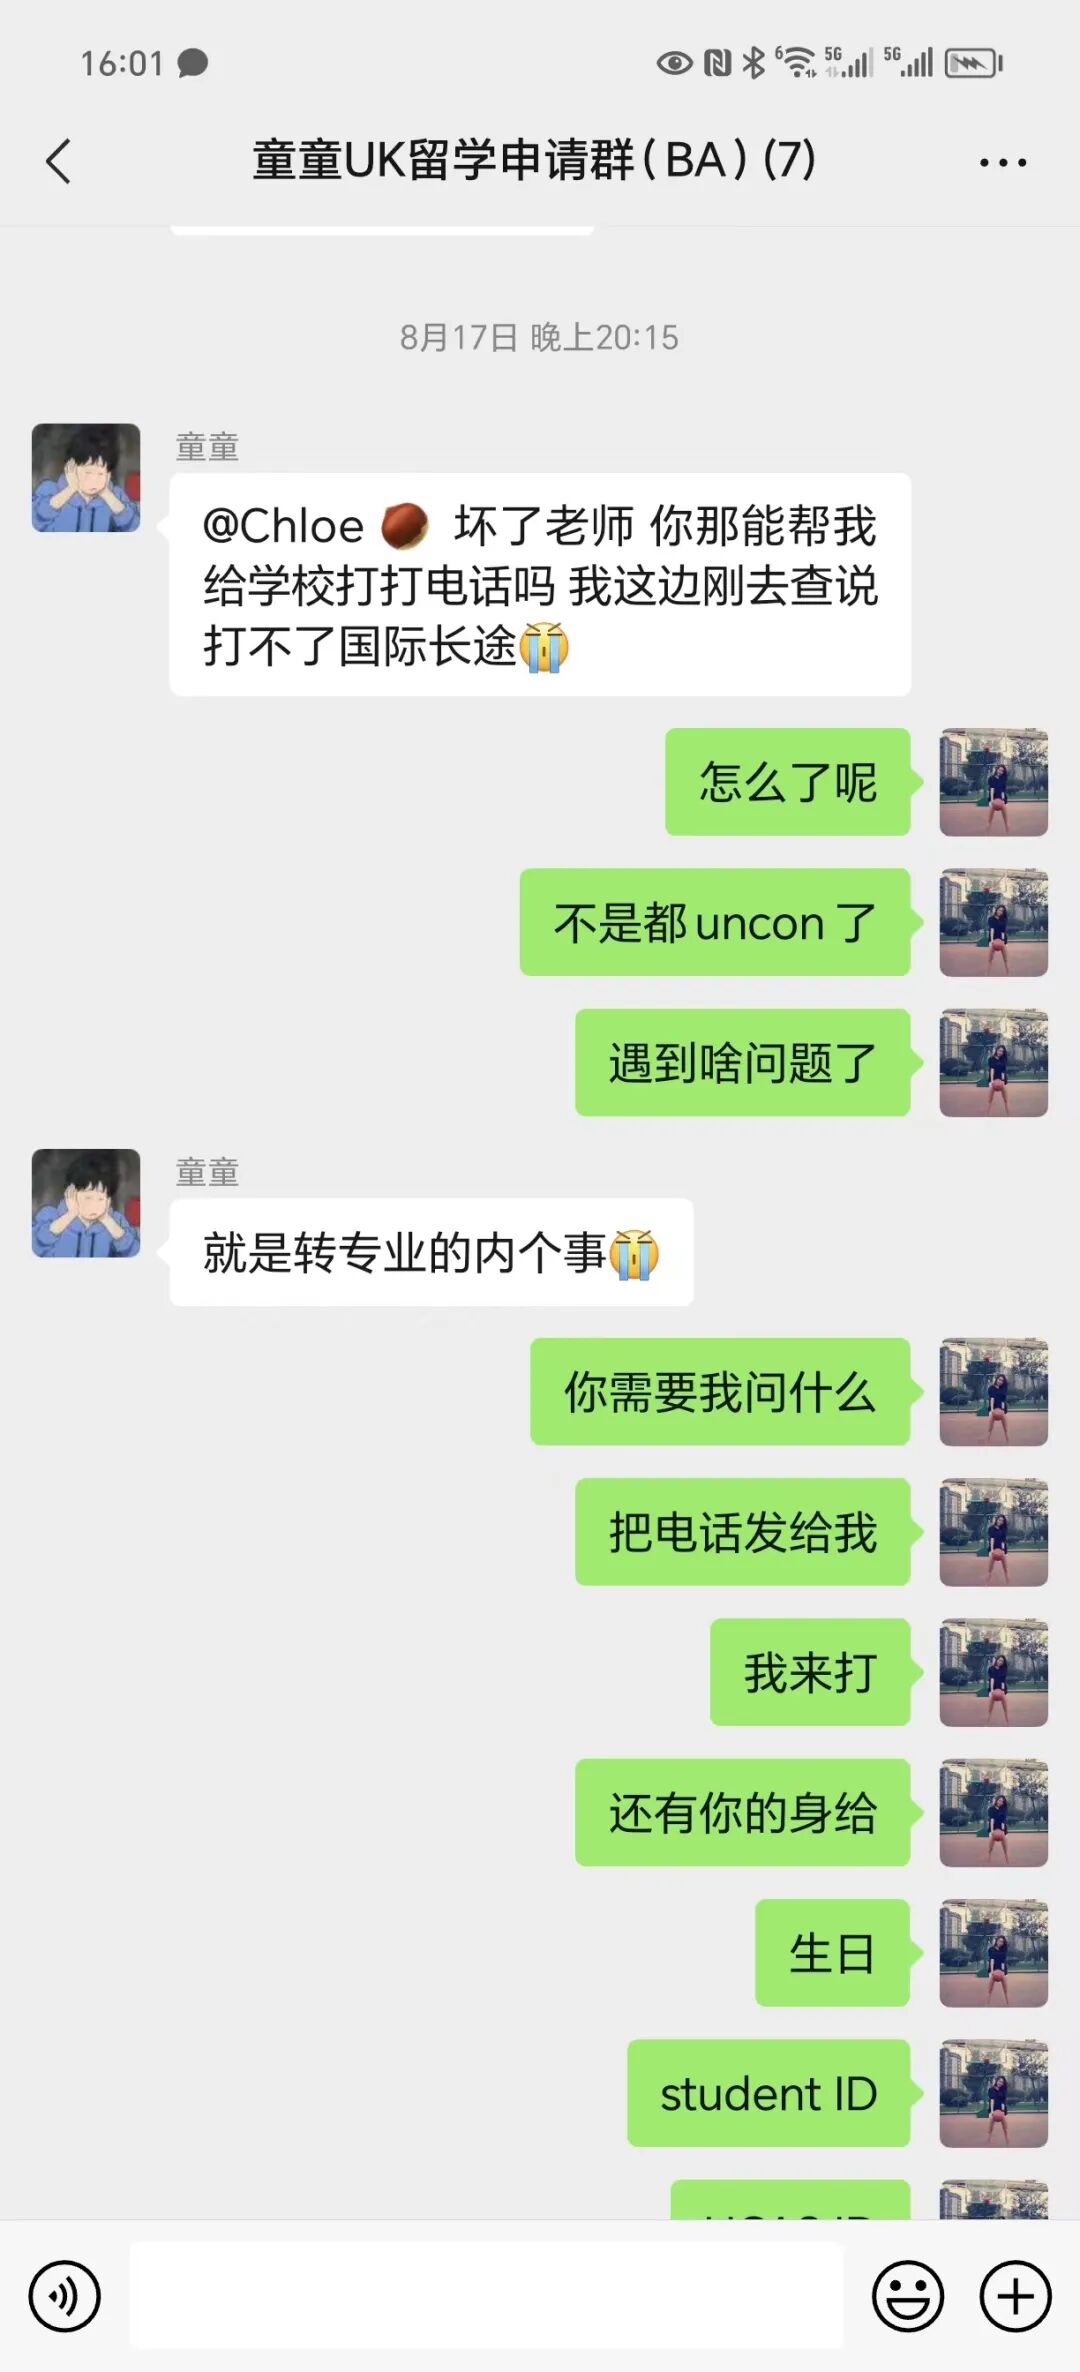 16:01
6 5G 5G
童童UK留学申请群(BA)(7)
8月17日 晚上20:15
童童
@Chloe 🌰 坏了老师 你那能帮我
给学校打打电话吗 我这边刚去查说
打不了国际长途😭
怎么了呢
不是都uncon了
遇到啥问题了
童童
就是转专业的内个事😭
你需要我问什么
把电话发给我
我来打
还有你的身给
生日
student ID